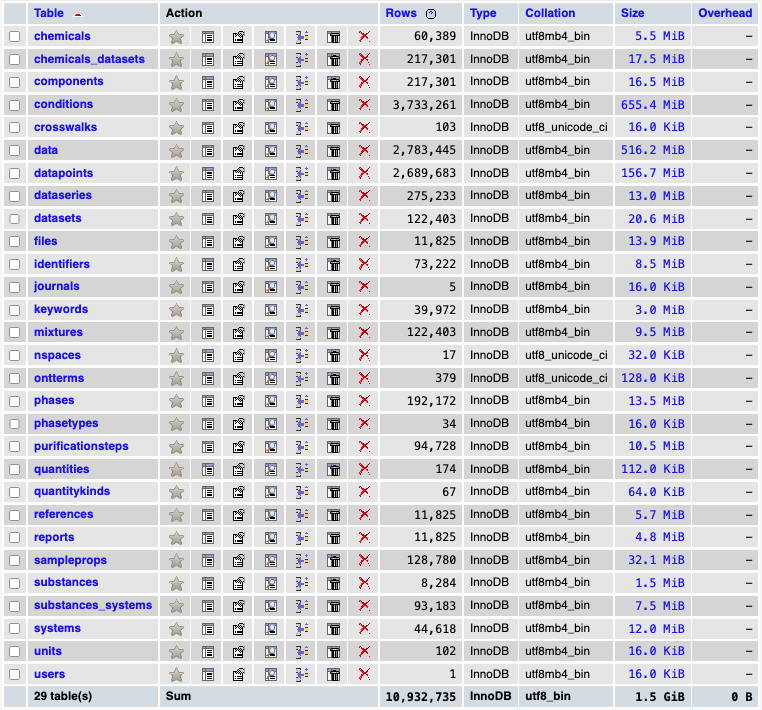 Table Action Rows Type Collation Size Overhead
chemicals 60,389 InnoDB utf8mb4_bin 5.5 MiB –
chemicals_datasets 217,301 InnoDB utf8mb4_bin 17.5 MiB –
components 217,301 InnoDB utf8mb4_bin 16.5 MiB –
conditions 3,733,261 InnoDB utf8mb4_bin 655.4 MiB –
crosswalks 103 InnoDB utf8_unicode_ci 16.0 KiB –
data 2,783,445 InnoDB utf8mb4_bin 516.2 MiB –
datapoints 2,689,683 InnoDB utf8mb4_bin 156.7 MiB –
dataseries 275,233 InnoDB utf8mb4_bin 13.0 MiB –
datasets 122,403 InnoDB utf8mb4_bin 20.6 MiB –
files 11,825 InnoDB utf8mb4_bin 13.9 MiB –
identifiers 73,222 InnoDB utf8mb4_bin 8.5 MiB –
journals 5 InnoDB utf8mb4_bin 16.0 KiB –
keywords 39,972 InnoDB utf8mb4_bin 3.0 MiB –
mixtures 122,403 InnoDB utf8mb4_bin 9.5 MiB –
nspaces 17 InnoDB utf8_unicode_ci 32.0 KiB –
ontterms 379 InnoDB utf8_unicode_ci 128.0 KiB –
phases 192,172 InnoDB utf8mb4_bin 13.5 MiB –
phasetypes 34 InnoDB utf8mb4_bin 16.0 KiB –
purificationsteps 94,728 InnoDB utf8mb4_bin 10.5 MiB –
quantities 174 InnoDB utf8mb4_bin 112.0 KiB –
quantitykinds 67 InnoDB utf8mb4_bin 64.0 KiB –
references 11,825 InnoDB utf8mb4_bin 5.7 MiB –
reports 11,825 InnoDB utf8mb4_bin 4.8 MiB –
sampleprops 128,780 InnoDB utf8mb4_bin 32.1 MiB –
substances 8,284 InnoDB utf8mb4_bin 1.5 MiB –
substances_systems 93,183 InnoDB utf8mb4_bin 7.5 MiB –
systems 44,618 InnoDB utf8mb4_bin 12.0 MiB –
units 102 InnoDB utf8mb4_bin 16.0 KiB –
users 1 InnoDB utf8mb4_bin 16.0 KiB –
29 table(s) Sum 10,932,735 InnoDB utf8_bin 1.5 GiB 0 B